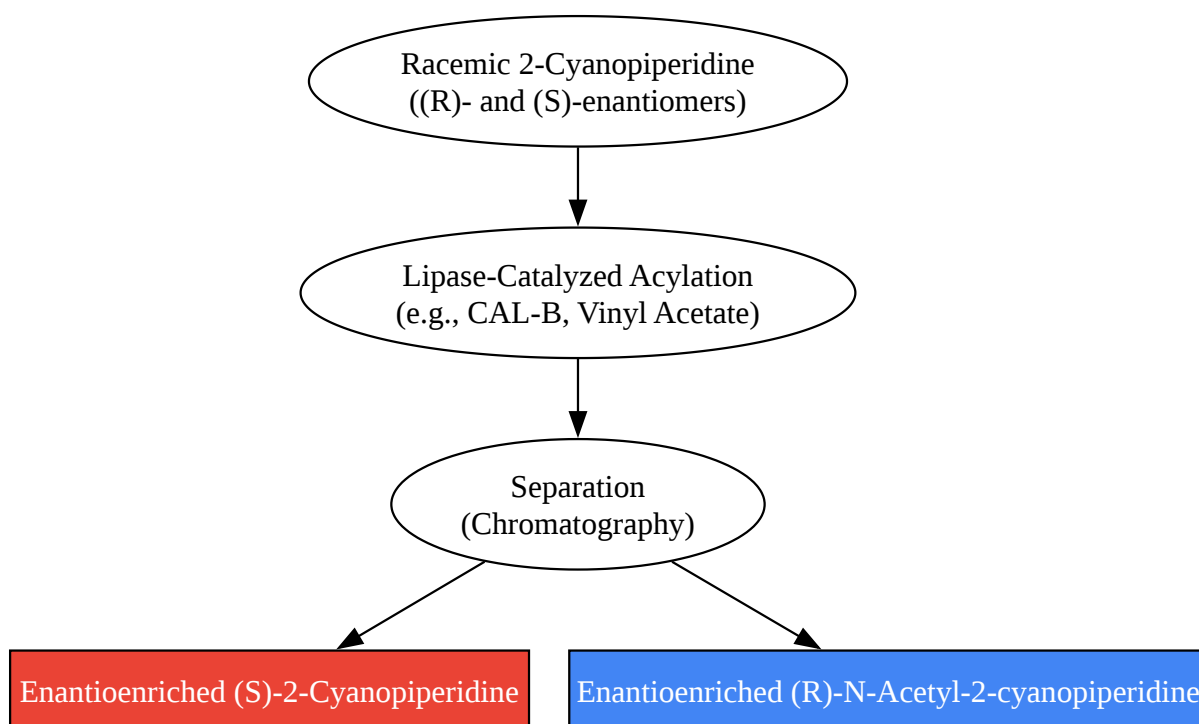 Racemic 2-Cyanopiperidine
((R)- and (S)-enantiomers)
Lipase-Catalyzed Acylation
(e.g., CAL-B, Vinyl Acetate)
Separation
(Chromatography)
Enantioenriched (S)-2-Cyanopiperidine
Enantioenriched (R)-N-Acetyl-2-cyanopiperidine